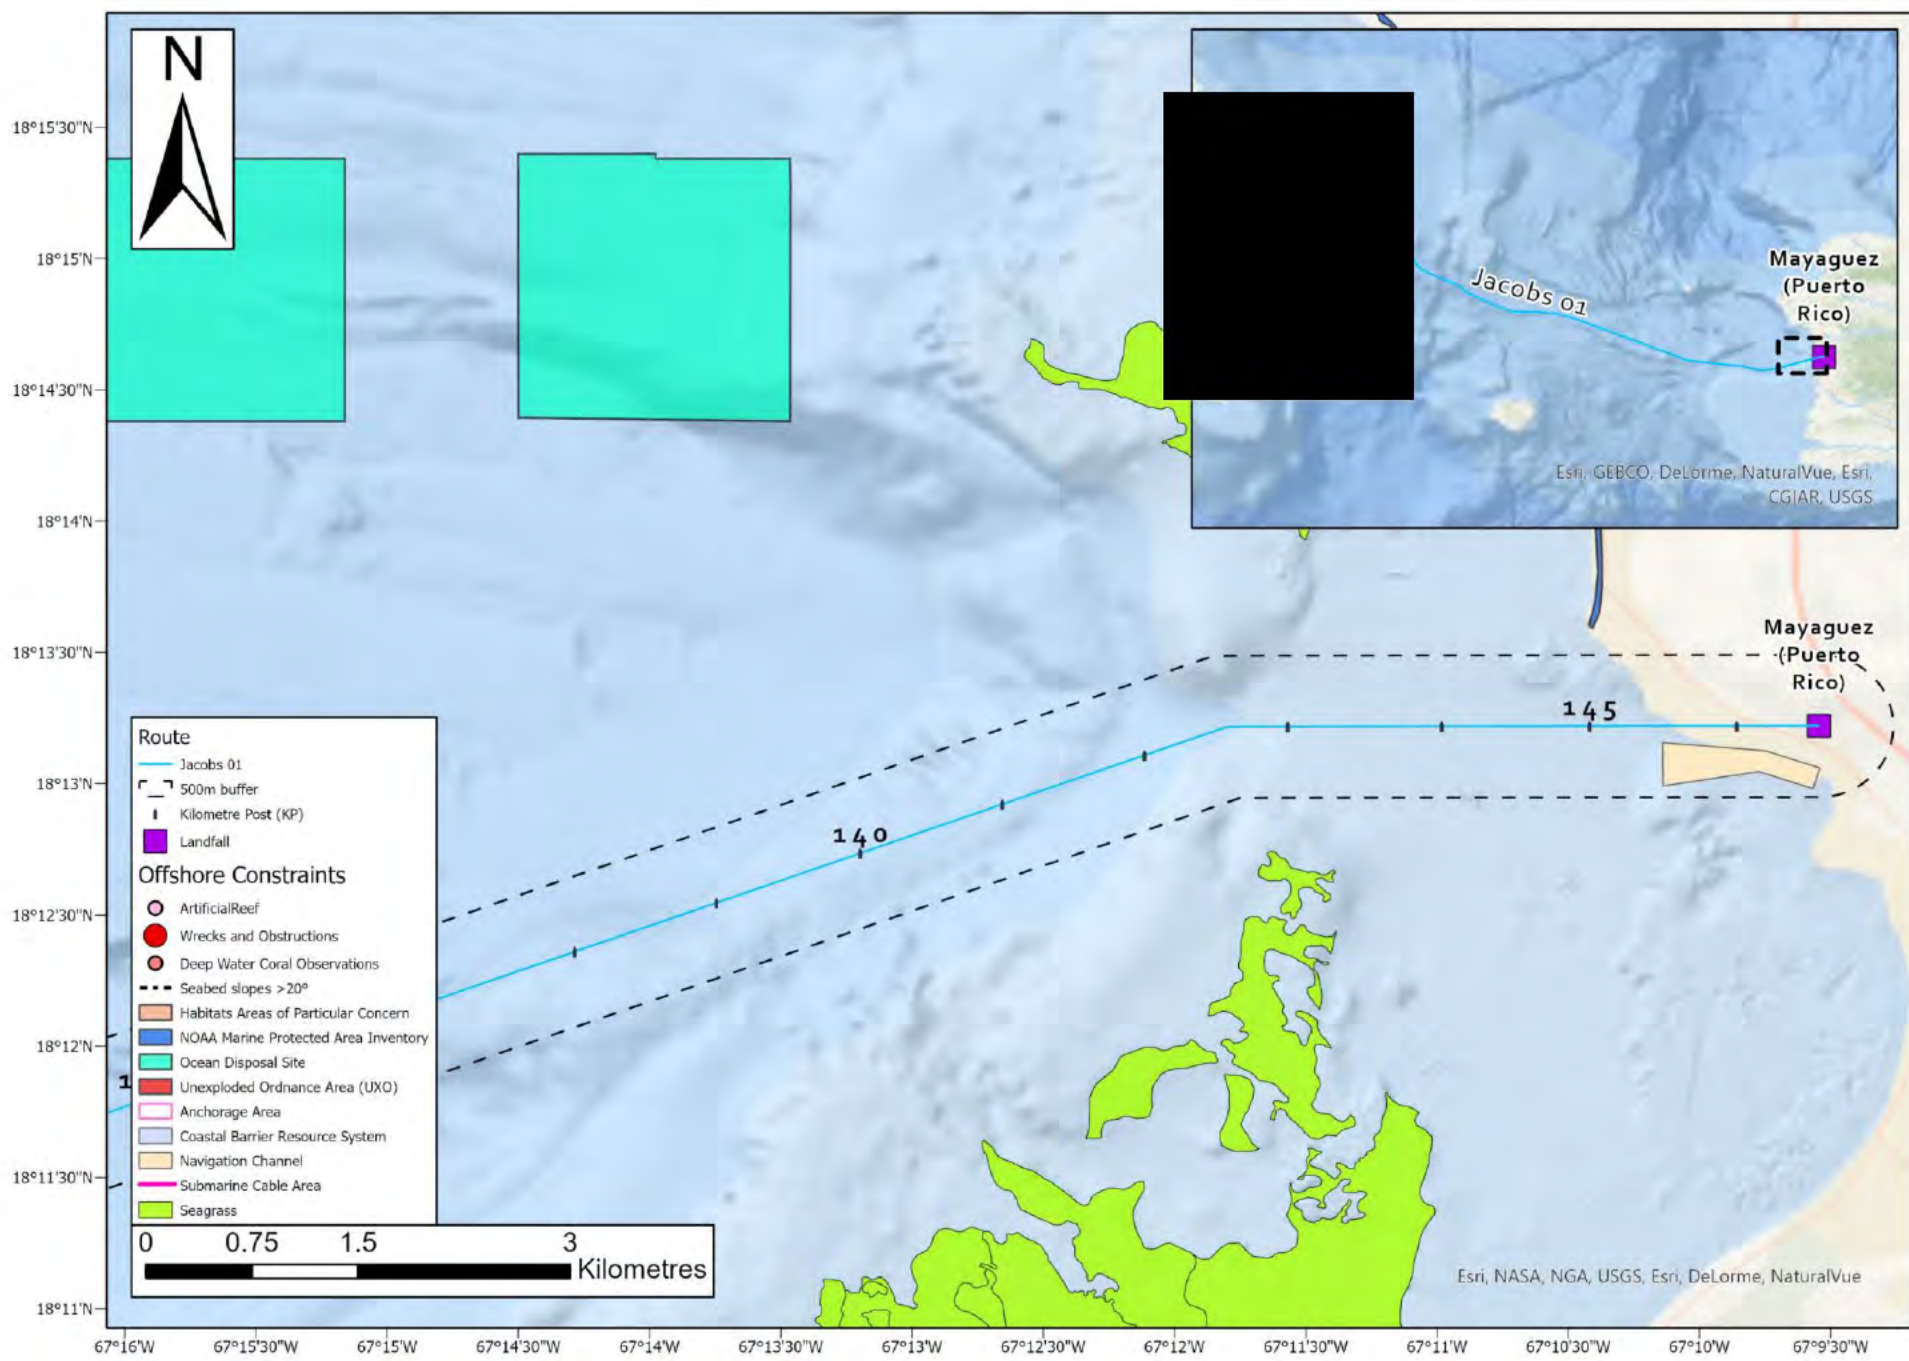 N
18°15'30"N
18°15'N
18°14'30"N
18°14'N
18°13'30"N
18°13'N
18°12'30"N
18°12'N
18°11'30"N
18°11'N
Jacobs 01
Mayaguez
(Puerto
Rico)
Esri, GEBCO, DeLorme, NaturalVue, Esri,
CGIAR, USGS
Mayaguez
(Puerto
Rico)
145
140
1
Route
Jacobs 01
500m buffer
Kilometre Post (KP)
Landfall
Offshore Constraints
ArtificialReef
Wrecks and Obstructions
Deep Water Coral Observations
Seabed slopes >20°
Habitats Areas of Particular Concern
NOAA Marine Protected Area Inventory
Ocean Disposal Site
Unexploded Ordnance Area (UXO)
Anchorage Area
Coastal Barrier Resource System
Navigation Channel
Submarine Cable Area
Seagrass
0 0.75 1.5 3
Kilometres
Esri, NASA, NGA, USGS, Esri, DeLorme, NaturalVue
67°16'W 67°15'30"W 67°15'W 67°14'30"W 67°14'W 67°13'30"W 67°13'W 67°12'30"W 67°12'W 67°11'30"W 67°11'W 67°10'30"W 67°10'W 67°9'30"W